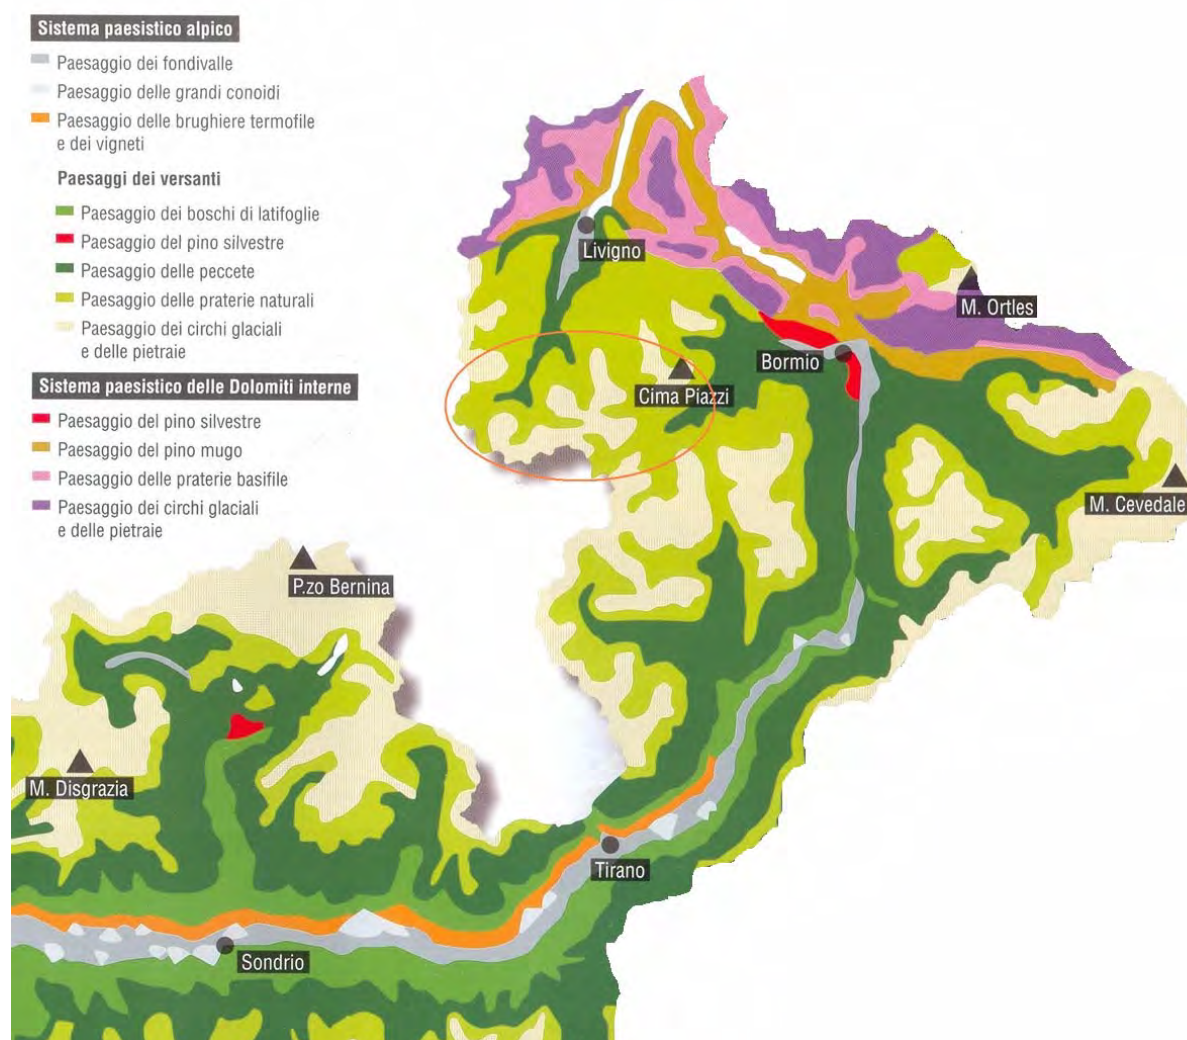 Sistema paesistico alpico
Paesaggio dei fondivalle
Paesaggio delle grandi conoidi
Paesaggio delle brughiere termofile
e dei vigneti
Paesaggi dei versanti
Paesaggio dei boschi di latifoglie
Paesaggio del pino silvestre
Paesaggio delle peccete
Paesaggio delle praterie naturali
Paesaggio dei circhi glaciali
e delle pietraie
Sistema paesistico delle Dolomiti interne
Paesaggio del pino silvestre
Paesaggio del pino mugo
Paesaggio delle praterie basifile
Paesaggio dei circhi glaciali
e delle pietraie
Livigno
M. Ortles
Bormio
Cima Piazzi
M. Cevedale
P.zo Bernina
M. Disgrazia
Tirano
Sondrio